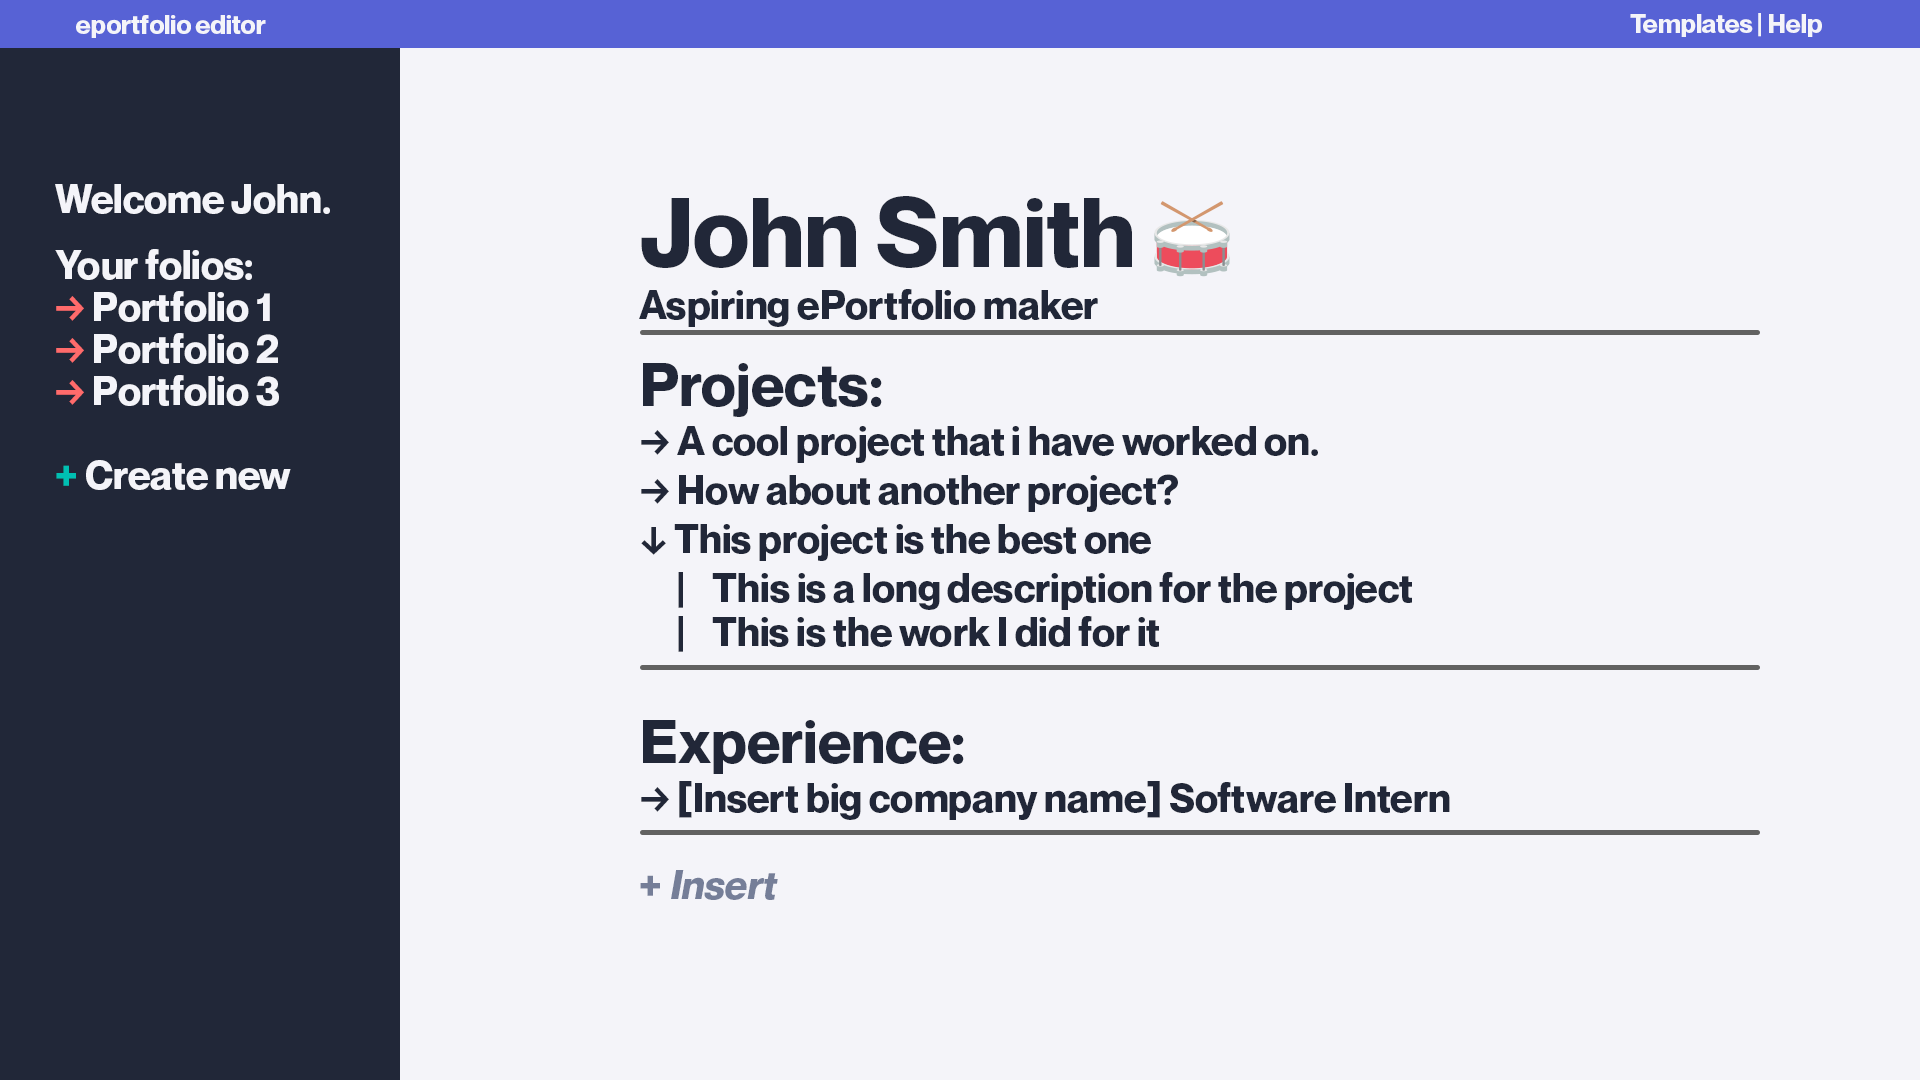 eportfolio editor
Templates | Help
Welcome John.
Your folios:
→ Portfolio 1
→ Portfolio 2
→ Portfolio 3
+ Create new
John Smith 🥁
Aspiring ePortfolio maker
Projects:
→ A cool project that i have worked on.
→ How about another project?
↓ This project is the best one
| This is a long description for the project
| This is the work I did for it
Experience:
→ [Insert big company name] Software Intern
+ Insert